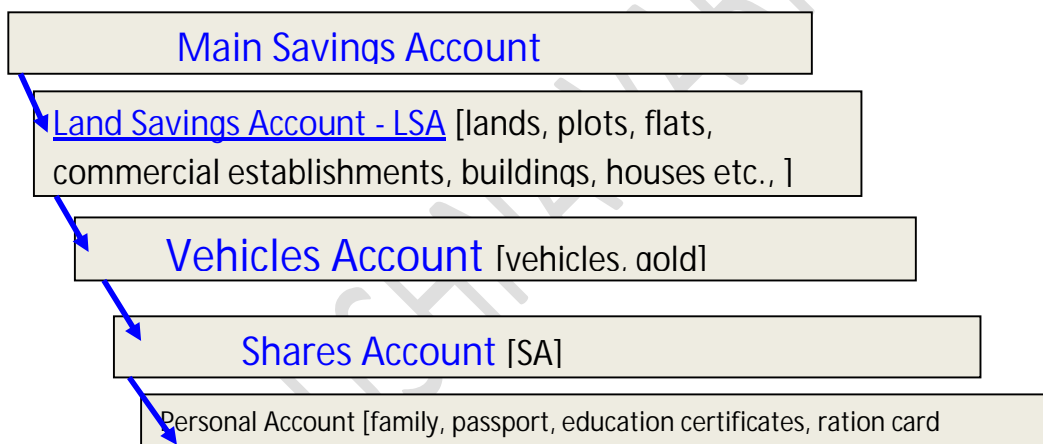 Main Savings Account
Land Savings Account - LSA [lands, plots, flats,
commercial establishments, buildings, houses etc., ]
Vehicles Account [vehicles, gold]
Shares Account [SA]
Personal Account [family, passport, education certificates, ration card